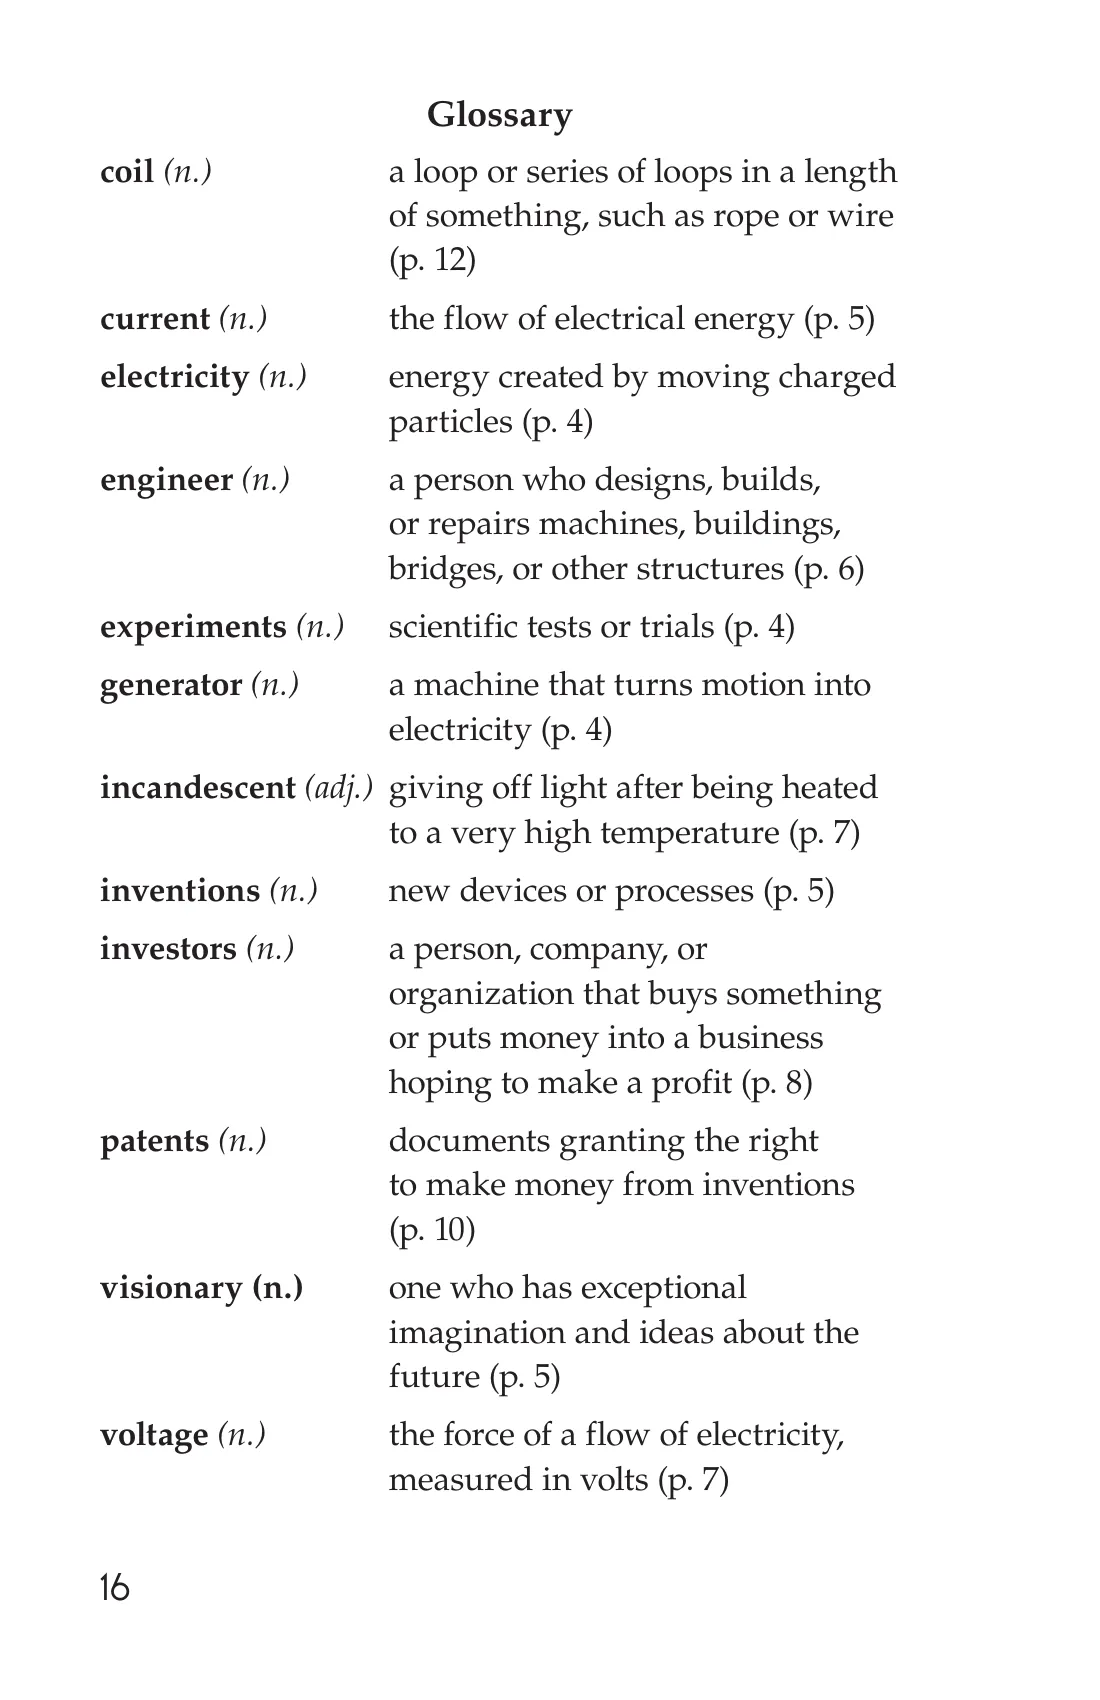 Glossary
coil (n.) a loop or series of loops in a length
of something, such as rope or wire
(p. 12)
current (n.) the flow of electrical energy (p. 5)
electricity (n.) energy created by moving charged
particles (p. 4)
engineer (n.) a person who designs, builds,
or repairs machines, buildings,
bridges, or other structures (p. 6)
experiments (n.) scientific tests or trials (p. 4)
generator (n.) a machine that turns motion into
electricity (p. 4)
incandescent (adj.) giving off light after being heated
to a very high temperature (p. 7)
inventions (n.) new devices or processes (p. 5)
investors (n.) a person, company, or
organization that buys something
or puts money into a business
hoping to make a profit (p. 8)
patents (n.) documents granting the right
to make money from inventions
(p. 10)
visionary (n.) one who has exceptional
imagination and ideas about the
future (p. 5)
voltage (n.) the force of a flow of electricity,
measured in volts (p. 7)
16